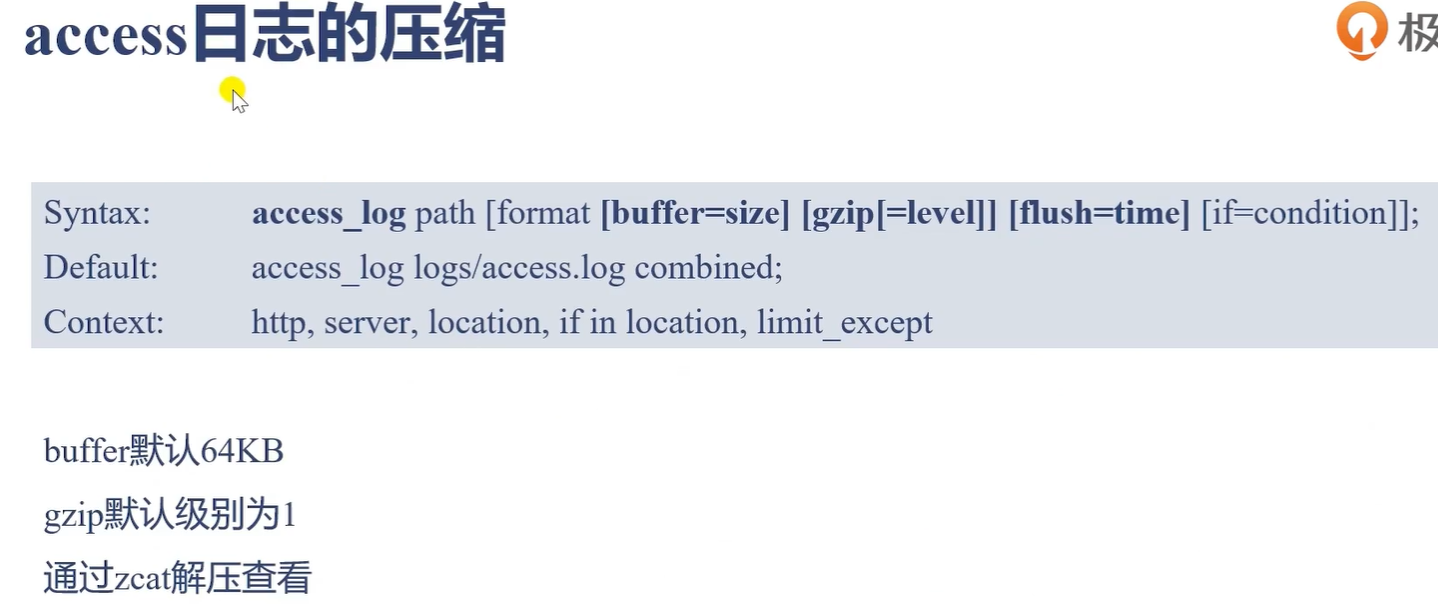 access日志的压缩
极
Syntax: access_log path [format [buffer=size] [gzip[=level]] [flush=time] [if=condition]];
Default: access_log logs/access.log combined;
Context: http, server, location, if in location, limit_except
buffer默认64KB
gzip默认级别为1
通过zcat解压查看